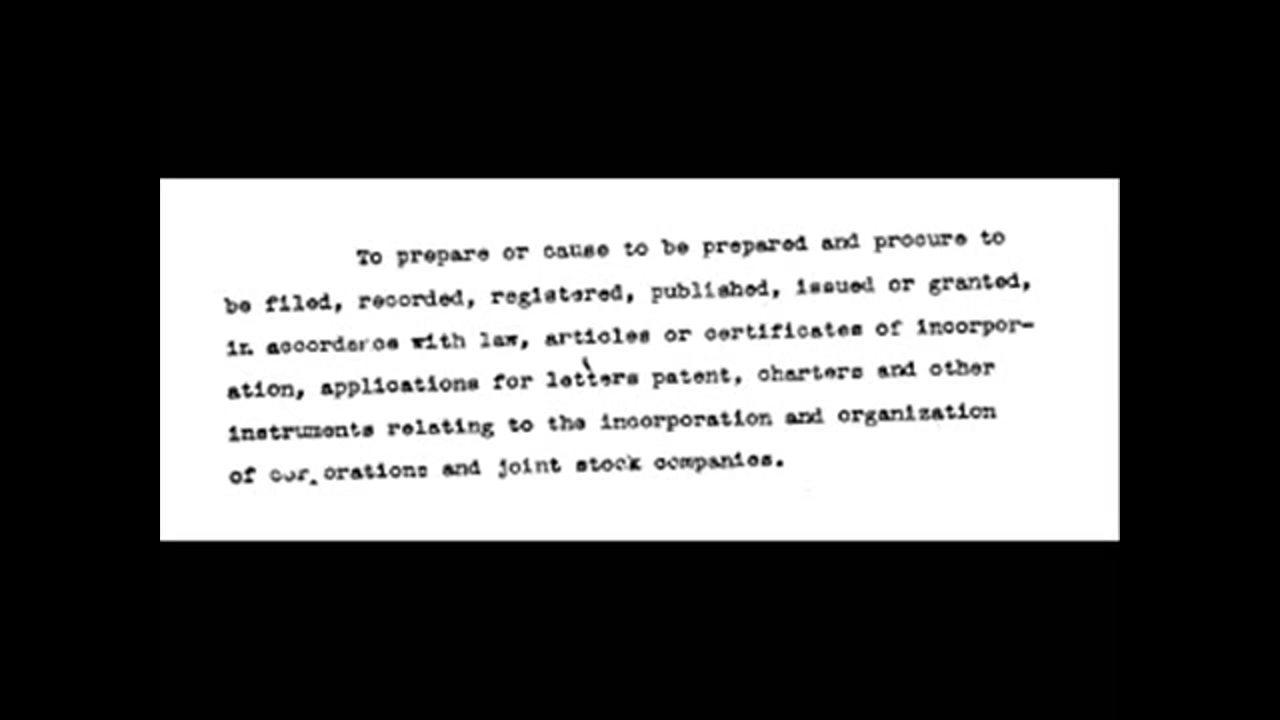 To prepare or cause to be prepared and procure to
be filed, recorded, registered, published, issued or granted,
in accordance with law, articles or certificates of incorpor-
ation, applications for letters patent, charters and other
instruments relating to the incorporation and organization
of corporations and joint stock companies.